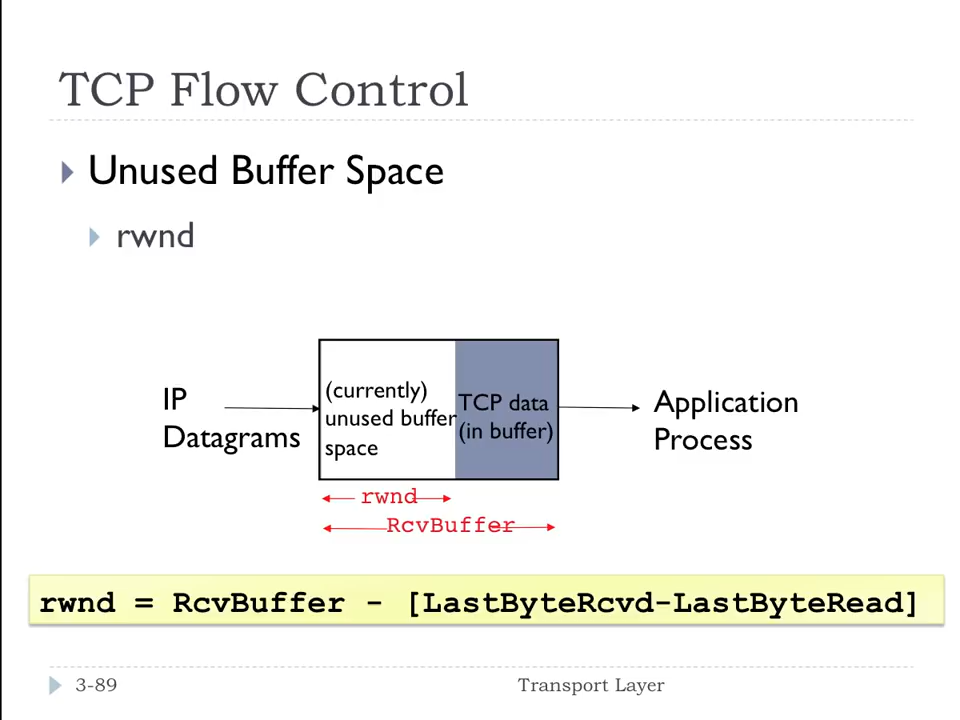 TCP Flow Control
Unused Buffer Space
rwnd
IP
Datagrams
(currently)
unused buffer
space
TCP data
(in buffer)
Application
Process
rwnd
RcvBuffer
rwnd = RcvBuffer - [LastByteRcvd-LastByteRead]
3-89
Transport Layer